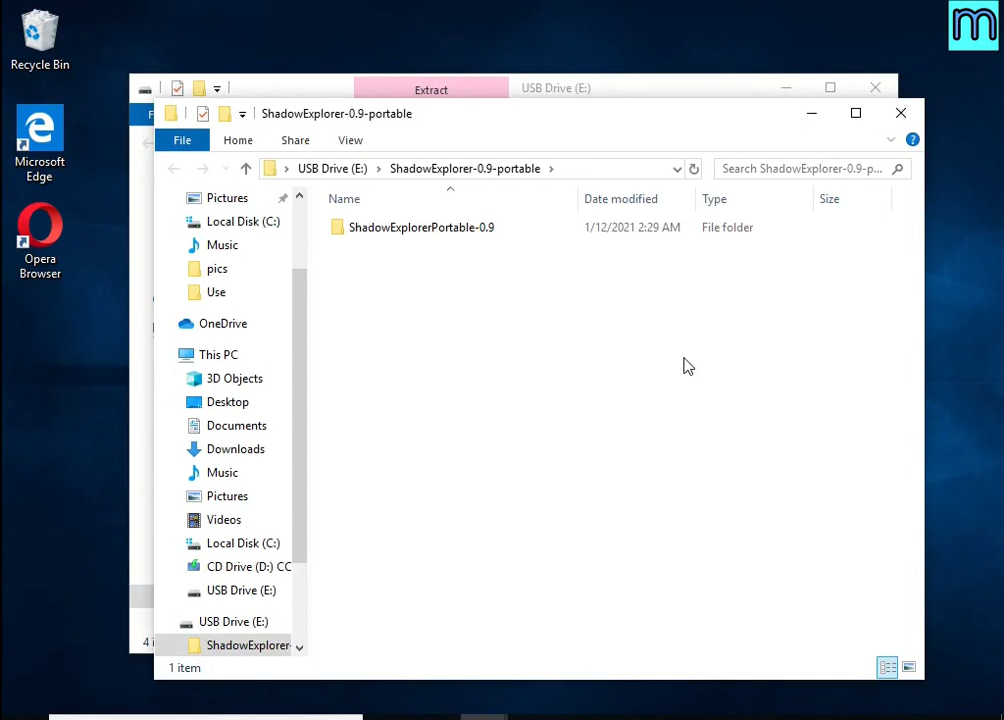 m
Recycle Bin
Microsoft
Edge
Opera
Browser
Extract
USB Drive (E:)
ShadowExplorer-0.9-portable
File
Home
Share
View
USB Drive (E:) > ShadowExplorer-0.9-portable >
Search ShadowExplorer-0.9-p...
Name
Date modified
Type
Size
ShadowExplorerPortable-0.9
1/12/2021 2:29 AM
File folder
Pictures
Local Disk (C:)
Music
pics
Use
OneDrive
This PC
3D Objects
Desktop
Documents
Downloads
Music
Pictures
Videos
Local Disk (C:)
CD Drive (D:) CC
USB Drive (E:)
USB Drive (E:)
ShadowExplorer-
4 i
1 item